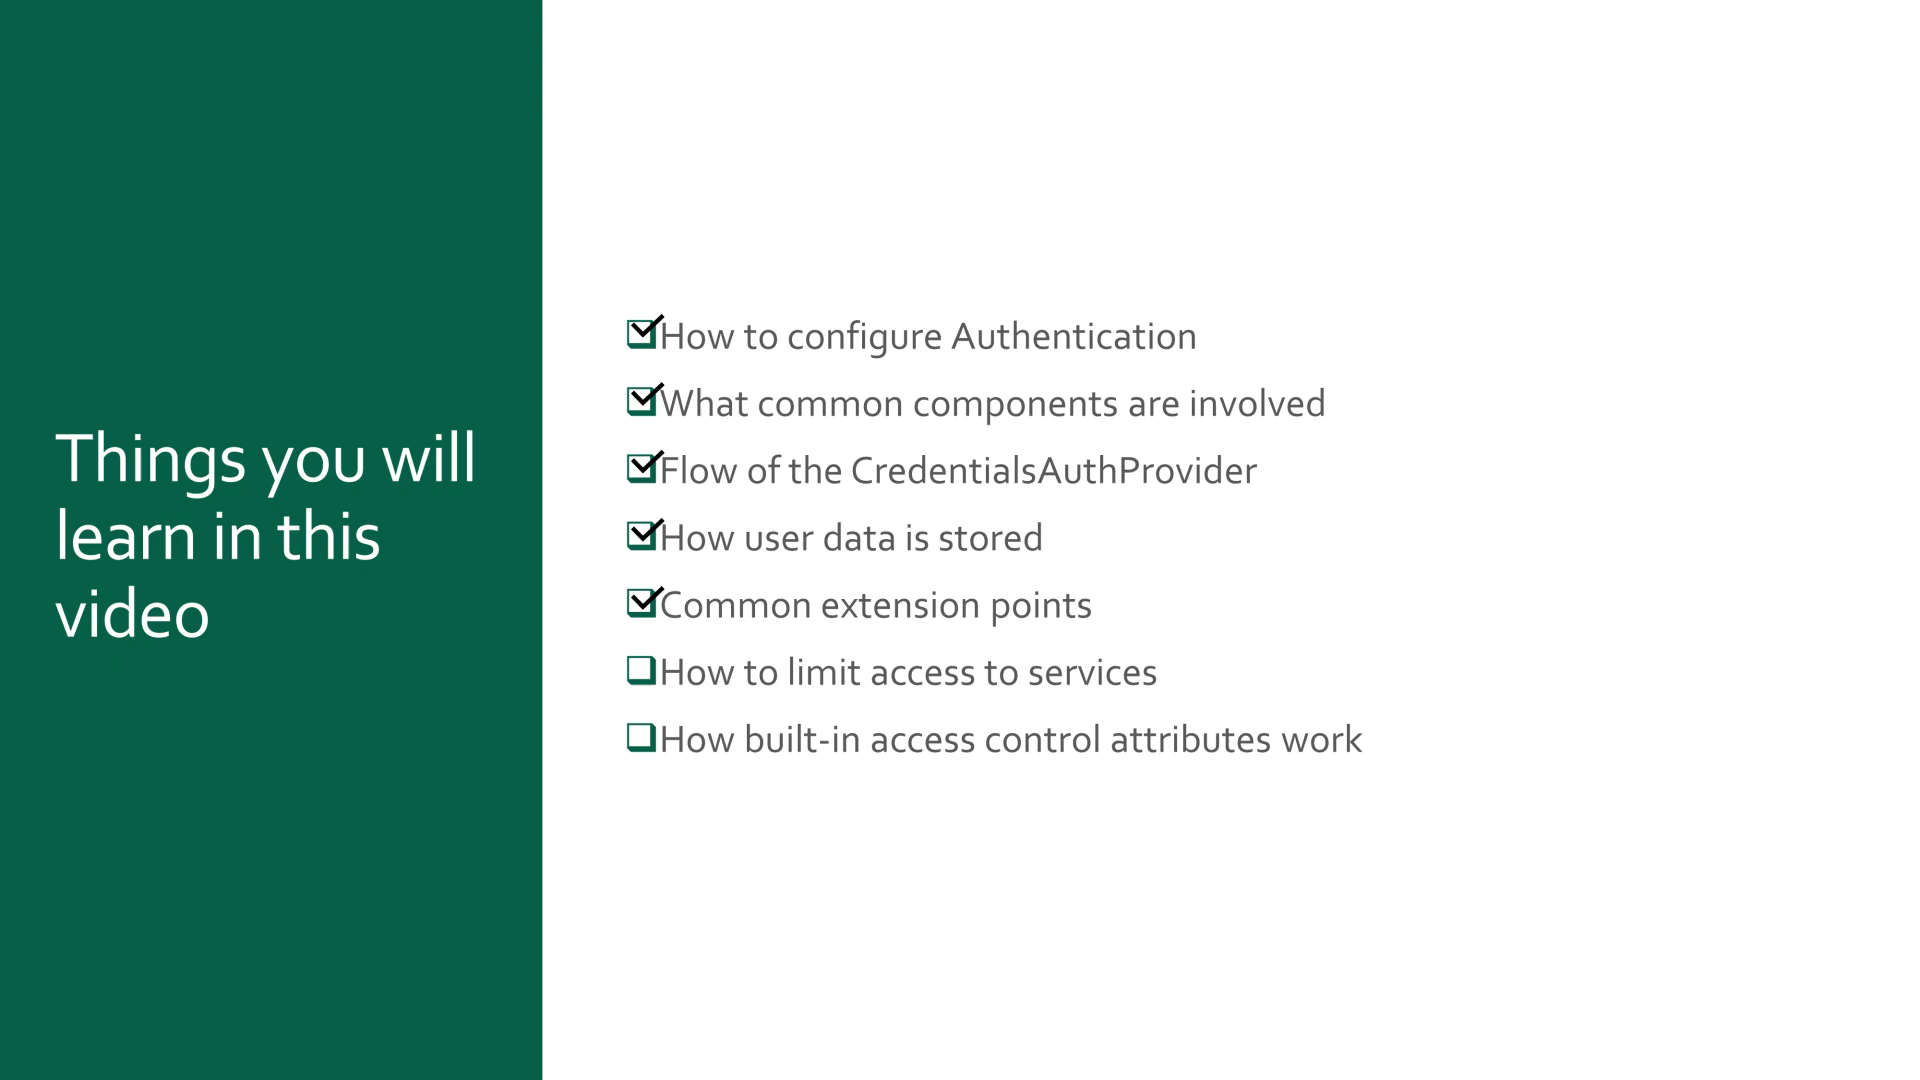 Things you will
learn in this
video
How to configure Authentication
What common components are involved
Flow of the CredentialsAuthProvider
How user data is stored
Common extension points
How to limit access to services
How built-in access control attributes work